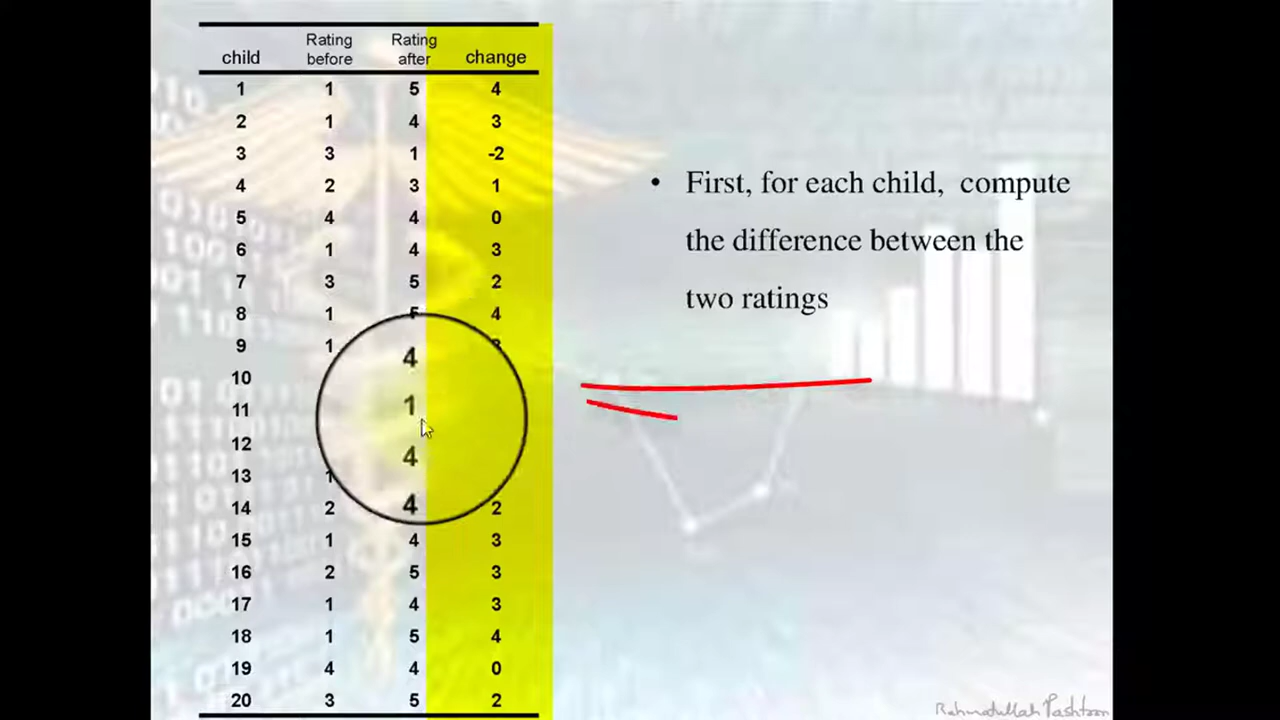 Rating Rating
child before after change
1 1 5 4
2 1 4 3
3 3 1 -2
4 2 3 1
5 4 4 0
6 1 4 3
7 3 5 2
8 1 5 4
9 1
10 4
11 1
12 4
13 1
14 2 4 2
15 1 4 3
16 2 5 3
17 1 4 3
18 1 5 4
19 4 4 0
20 3 5 2
• First, for each child, compute
the difference between the
two ratings
Rahmatullah Pashtoon